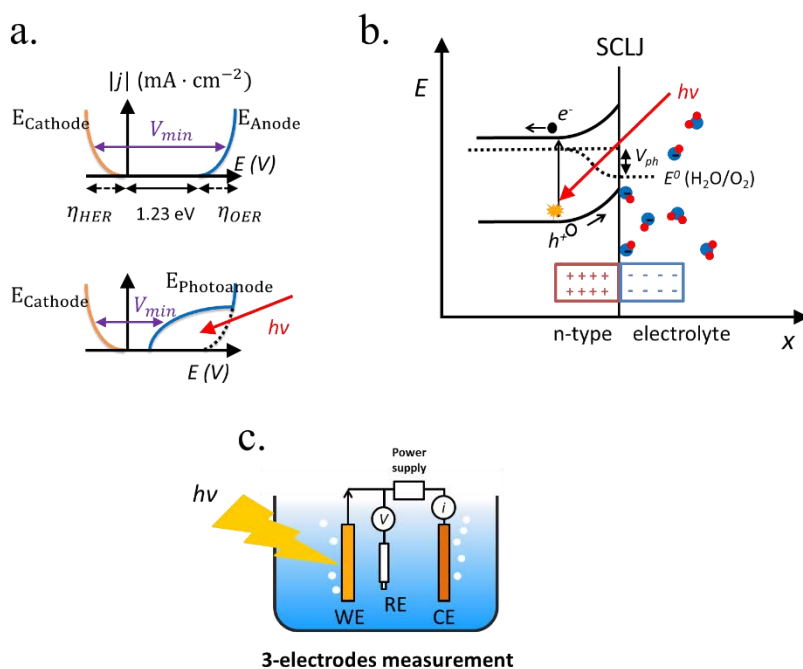 a.
|j| (mA · cm⁻²)
E_Cathode
V_min
E_Anode
E (V)
η_HER
1.23 eV
η_OER
E_Cathode
V_min
E_Photoanode
hν
E (V)
b.
SCLJ
E
e⁻
hν
V_ph
E⁰ (H₂O/O₂)
h⁺
+ + + +
- - - -
+ + + +
- - - -
n-type
electrolyte
x
c.
Power
supply
hν
V
i
WE
RE
CE
3-electrodes measurement